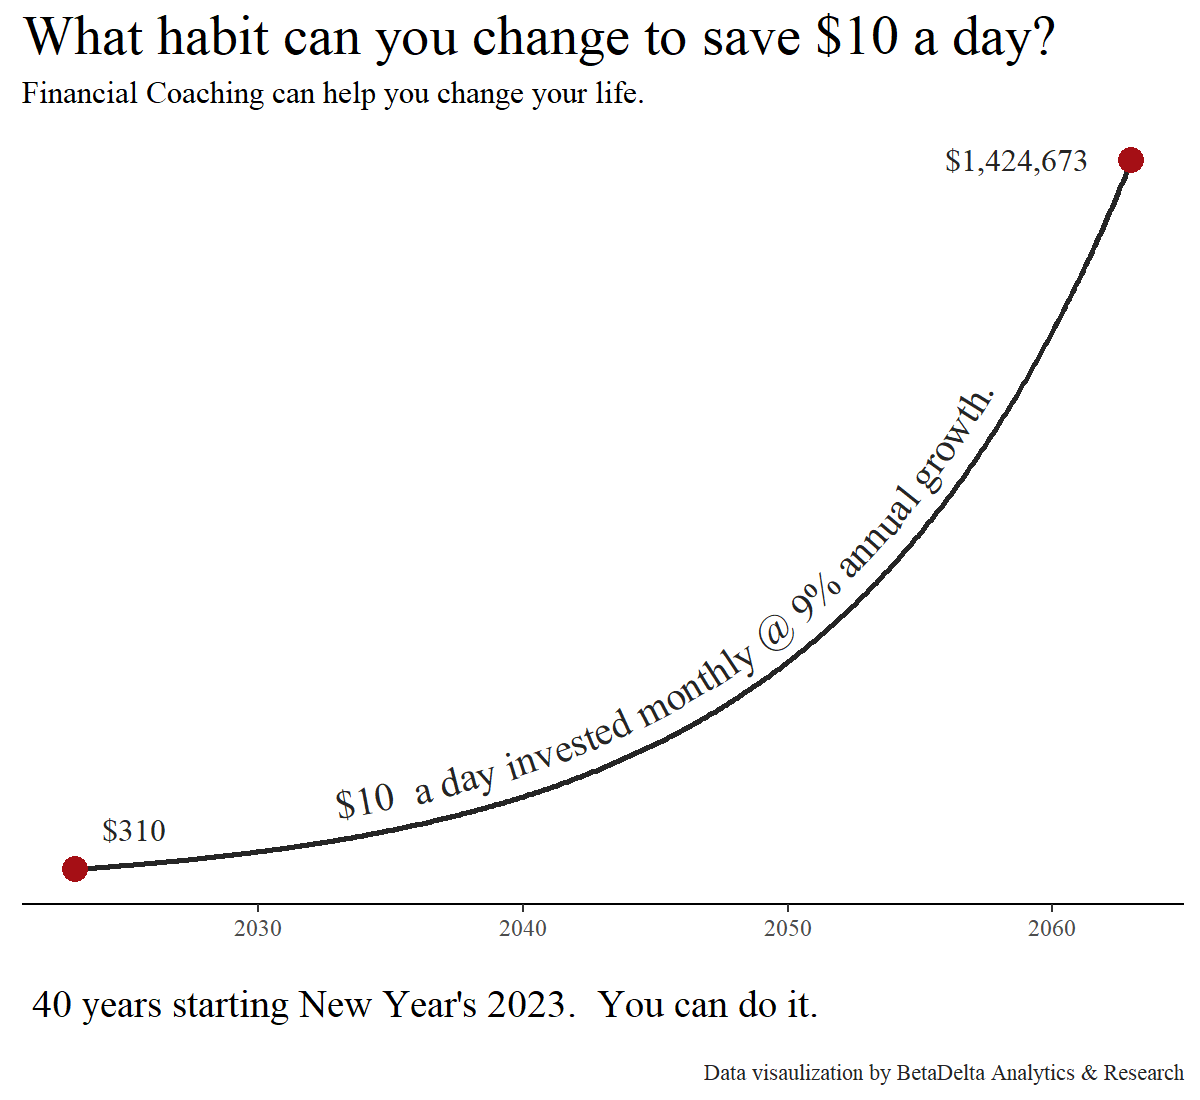 What habit can you change to save $10 a day?
Financial Coaching can help you change your life.
$1,424,673
$10  a day invested monthly @ 9% annual growth.
$310
2030 2040 2050 2060
40 years starting New Year's 2023.  You can do it.
Data visaulization by BetaDelta Analytics & Research